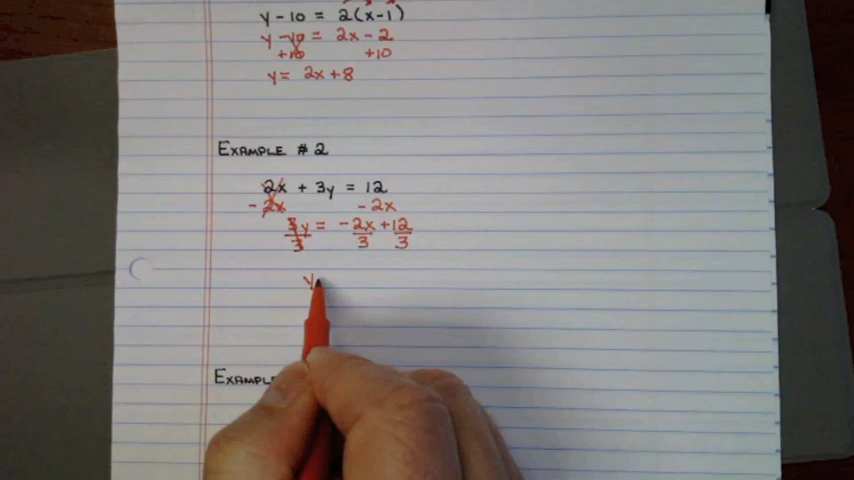 y - 10 = 2(x-1)
y - 10 = 2x - 2
+10 +10
y = 2x + 8
EXAMPLE # 2
2x + 3y = 12
- 2x - 2x
3y = -2x + 12
3 3 3
y
EXAMPLE